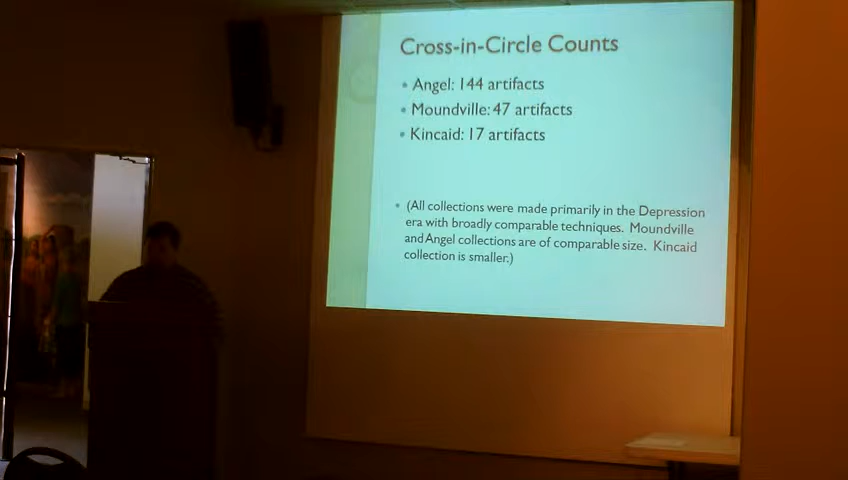 Cross-in-Circle Counts
• Angel: 144 artifacts
• Moundville: 47 artifacts
• Kincaid: 17 artifacts
• (All collections were made primarily in the Depression
era with broadly comparable techniques. Moundville
and Angel collections are of comparable size. Kincaid
collection is smaller.)